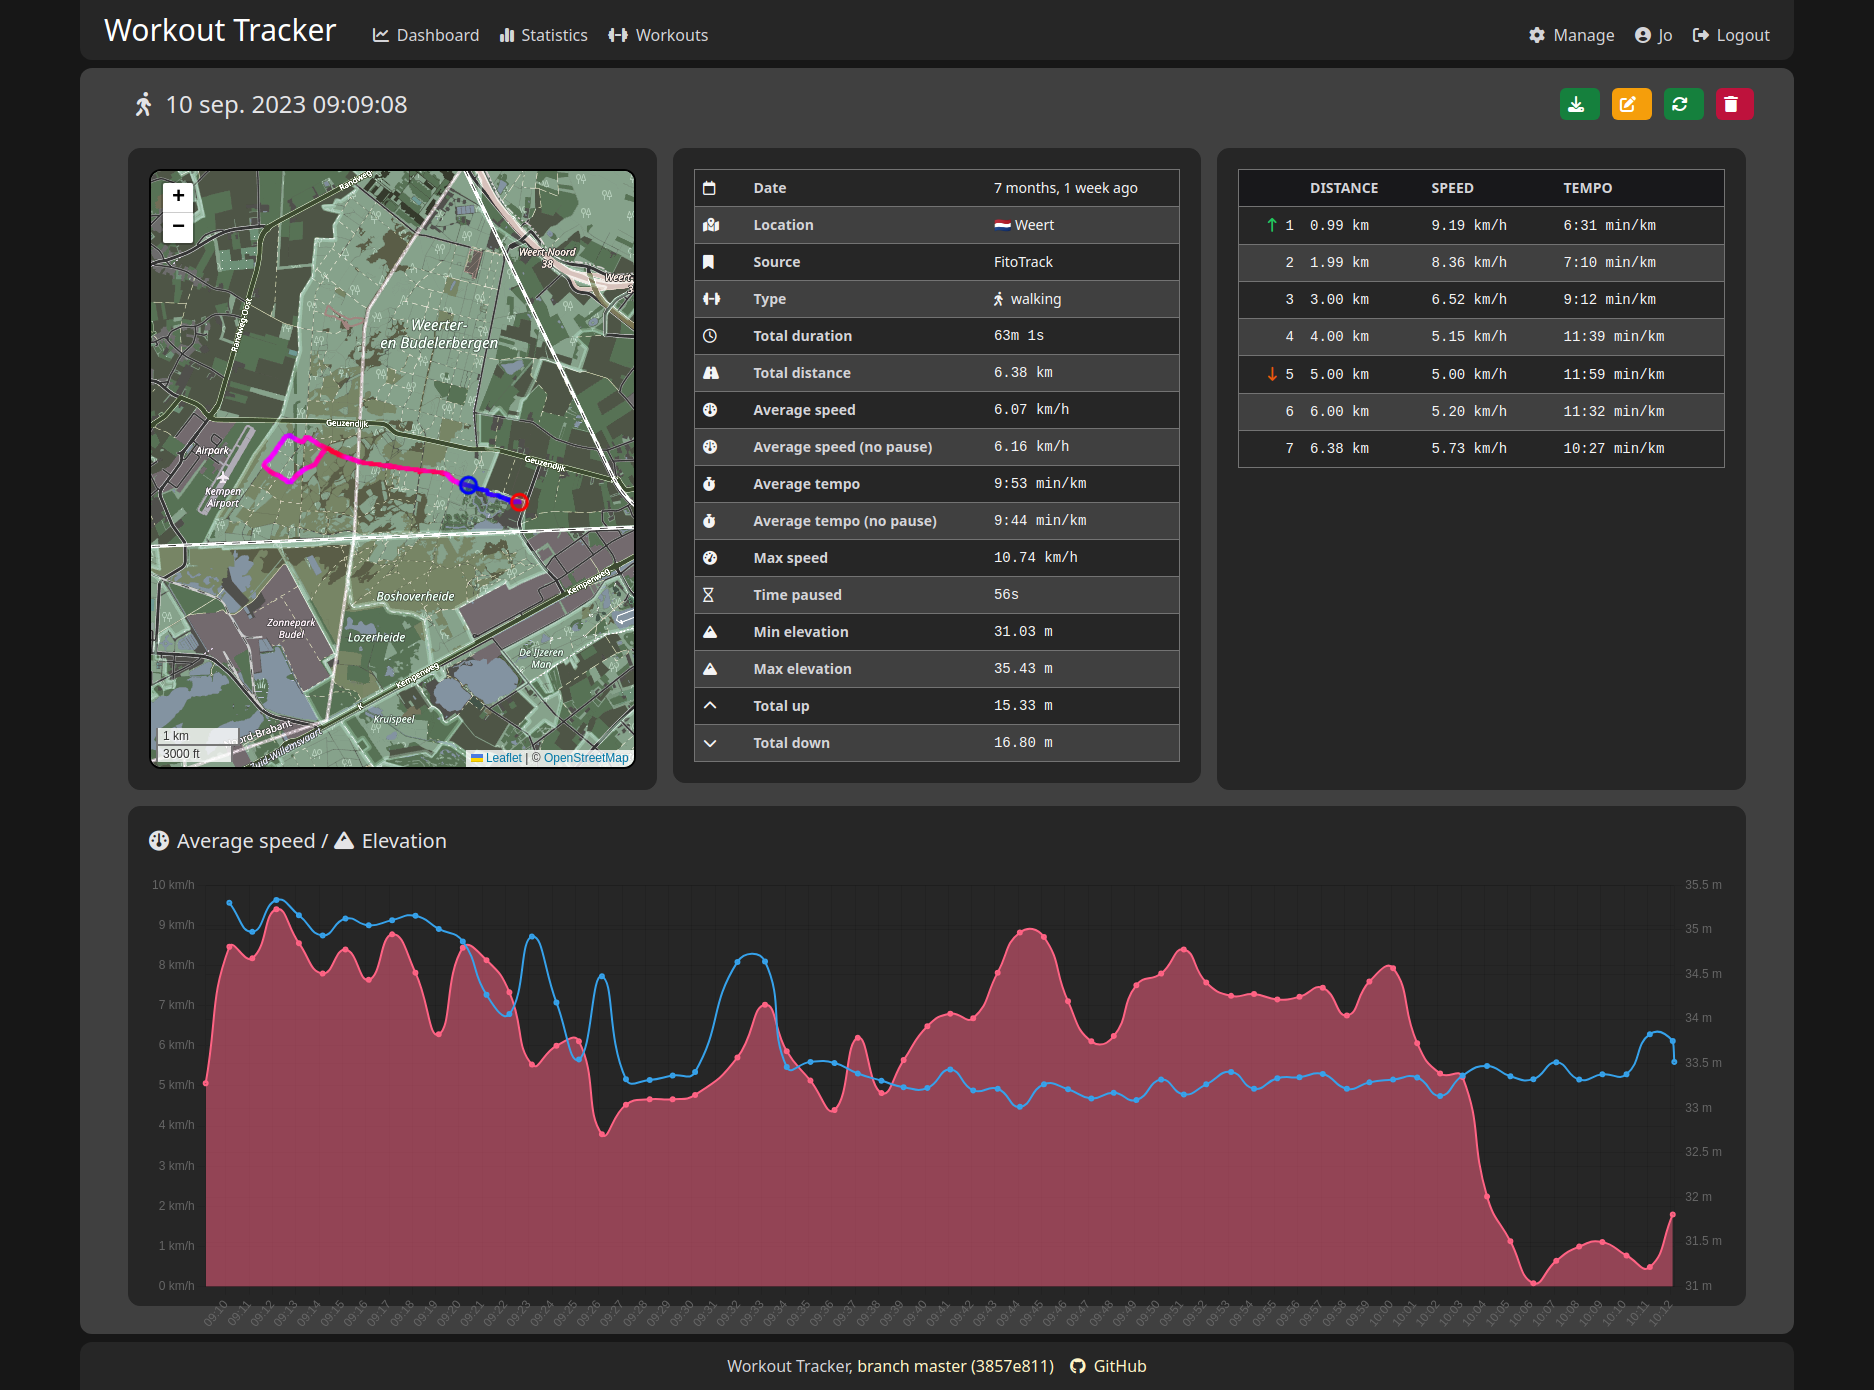 Workout Tracker Dashboard Statistics Workouts Manage Jo Logout
10 sep. 2023 09:09:08
+
−
Randweg
Weert-Noord
38
Weert-
Randweg-Oost
Weerter-
en Budelerbergen
Geuzendijk
Geuzendijk
Airpark
Kempen
Airport
Kempenweg
Boshoverheide
Zonnepark
Budel
Lozerheide
De IJzeren
Man
Kempenweg
Kruispeel
Noord-Brabant
Zuid-Willemsvaart
1 km
3000 ft
Leaflet | © OpenStreetMap
Date 7 months, 1 week ago
Location Weert
Source FitoTrack
Type walking
Total duration 63m 1s
Total distance 6.38 km
Average speed 6.07 km/h
Average speed (no pause) 6.16 km/h
Average tempo 9:53 min/km
Average tempo (no pause) 9:44 min/km
Max speed 10.74 km/h
Time paused 56s
Min elevation 31.03 m
Max elevation 35.43 m
Total up 15.33 m
Total down 16.80 m
DISTANCE SPEED TEMPO
↑ 1 0.99 km 9.19 km/h 6:31 min/km
2 1.99 km 8.36 km/h 7:10 min/km
3 3.00 km 6.52 km/h 9:12 min/km
4 4.00 km 5.15 km/h 11:39 min/km
↓ 5 5.00 km 5.00 km/h 11:59 min/km
6 6.00 km 5.20 km/h 11:32 min/km
7 6.38 km 5.73 km/h 10:27 min/km
Average speed / Elevation
10 km/h 35.5 m
9 km/h 35 m
8 km/h 34.5 m
7 km/h 34 m
6 km/h 33.5 m
5 km/h 33 m
4 km/h 32.5 m
3 km/h 32 m
2 km/h 31.5 m
1 km/h 31 m
0 km/h
09:10 09:11 09:12 09:13 09:14 09:15 09:16 09:17 09:18 09:19 09:20 09:21 09:22 09:23 09:24 09:25 09:26 09:27 09:28 09:29 09:30 09:31 09:32 09:33 09:34 09:35 09:36 09:37 09:38 09:39 09:40 09:41 09:42 09:43 09:44 09:45 09:46 09:47 09:48 09:49 09:50 09:51 09:52 09:53 09:54 09:55 09:56 09:57 09:58 09:59 10:00 10:01 10:02 10:03 10:04 10:05 10:06 10:07 10:08 10:09 10:10 10:11 10:12
Workout Tracker, branch master (3857e811) GitHub